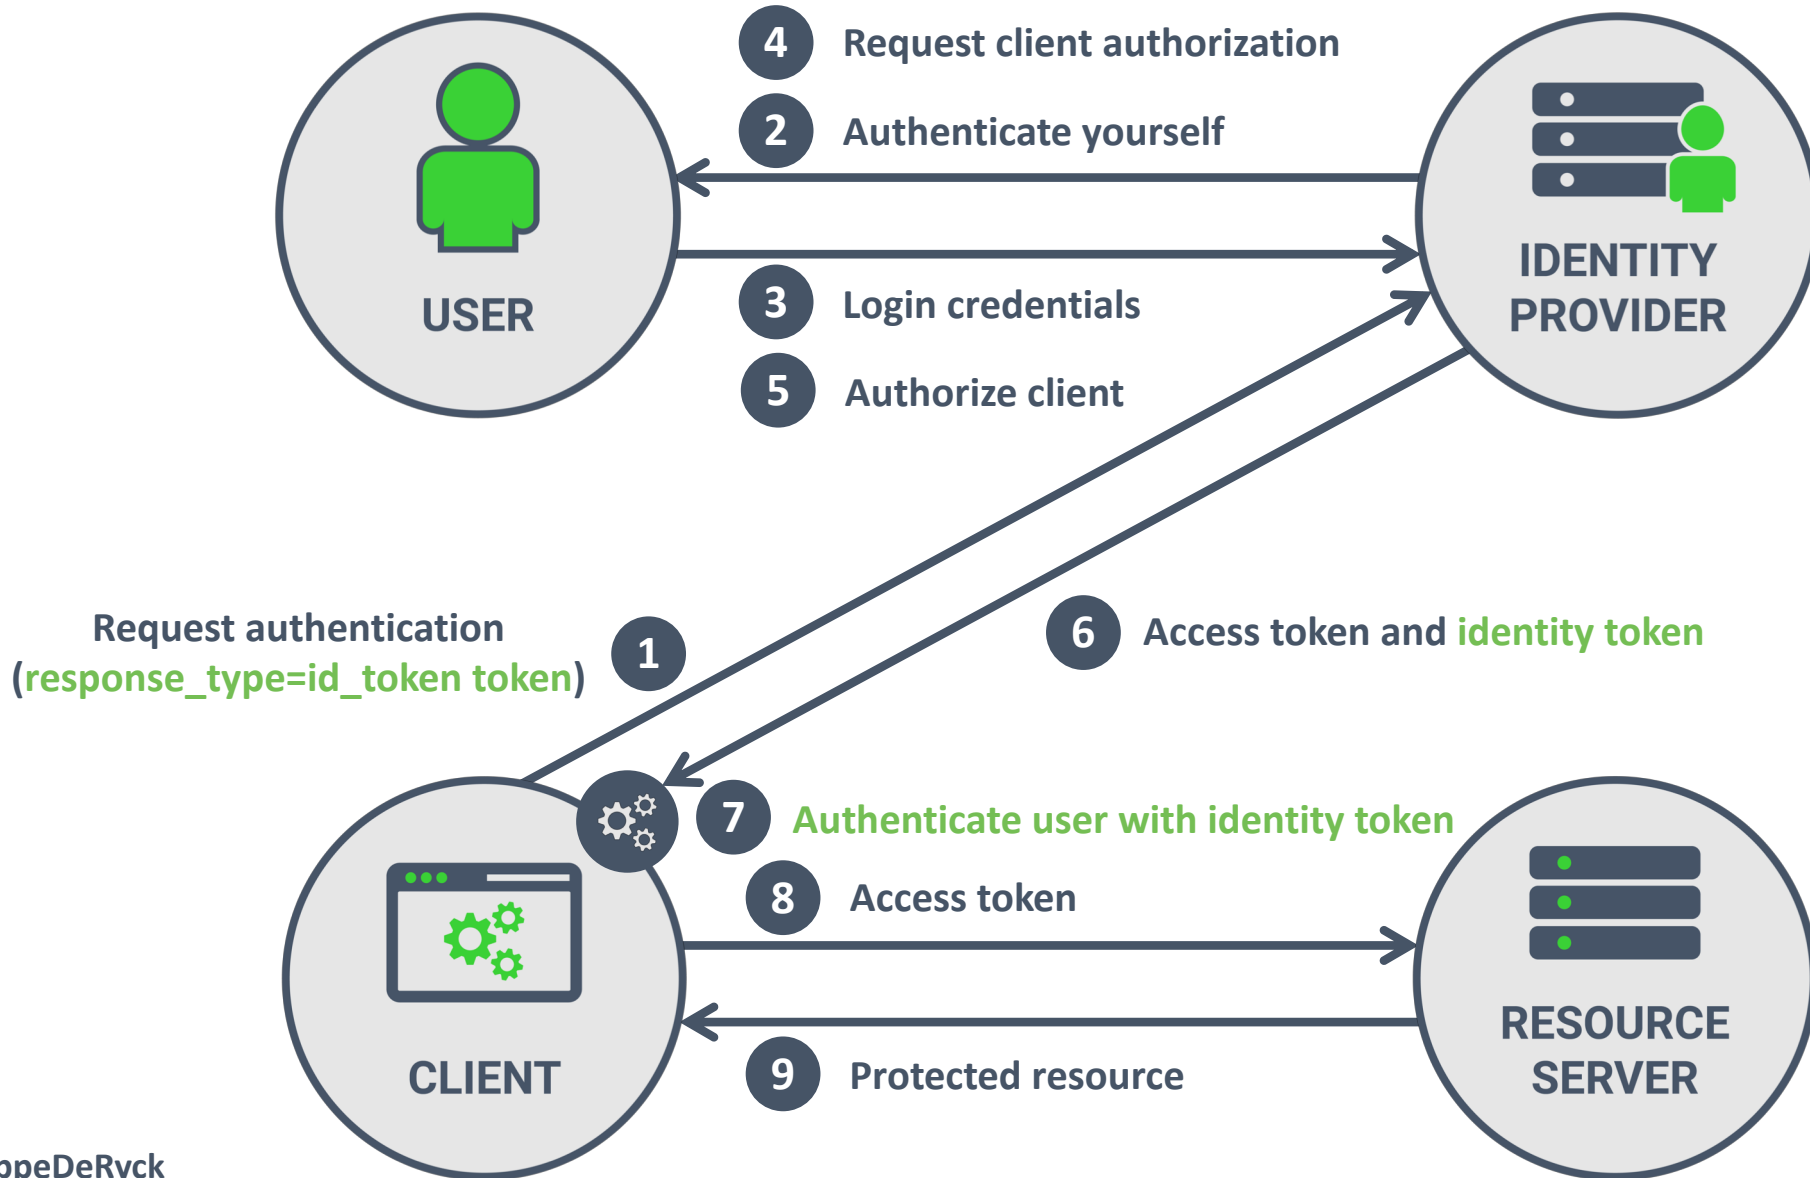 4 Request client authorization
2 Authenticate yourself
3 Login credentials
5 Authorize client
USER
IDENTITY
PROVIDER
Request authentication
(response_type=id_token token)
1
6 Access token and identity token
7 Authenticate user with identity token
8 Access token
9 Protected resource
CLIENT
RESOURCE
SERVER
ppeDeRyck